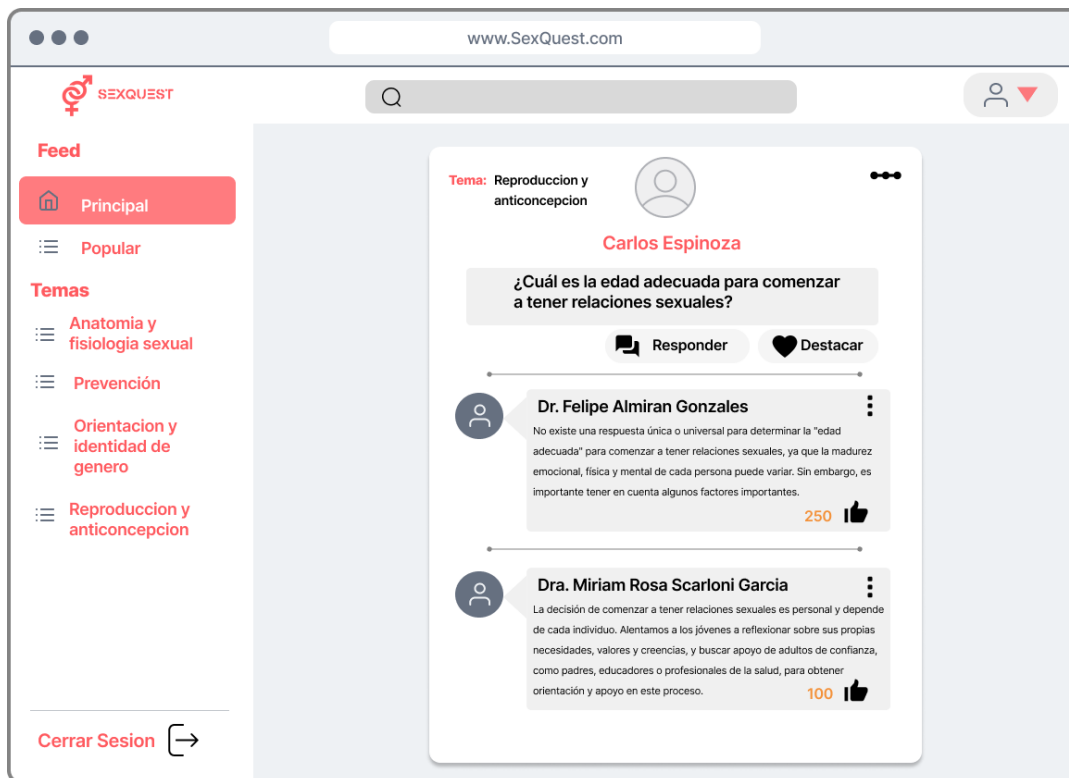 www.SexQuest.com
SEXQUEST
Feed
Principal
Popular
Temas
Anatomia y
fisiologia sexual
Prevención
Orientacion y
identidad de
genero
Reproduccion y
anticoncepcion
Cerrar Sesion
Tema: Reproduccion y
anticoncepcion
Carlos Espinoza
¿Cuál es la edad adecuada para comenzar
a tener relaciones sexuales?
Responder
Destacar
Dr. Felipe Almiran Gonzales
No existe una respuesta única o universal para determinar la "edad
adecuada" para comenzar a tener relaciones sexuales, ya que la madurez
emocional, física y mental de cada persona puede variar. Sin embargo, es
importante tener en cuenta algunos factores importantes.
250
Dra. Miriam Rosa Scarloni Garcia
La decisión de comenzar a tener relaciones sexuales es personal y depende
de cada individuo. Alentamos a los jóvenes a reflexionar sobre sus propias
necesidades, valores y creencias, y buscar apoyo de adultos de confianza,
como padres, educadores o profesionales de la salud, para obtener
orientación y apoyo en este proceso.
100